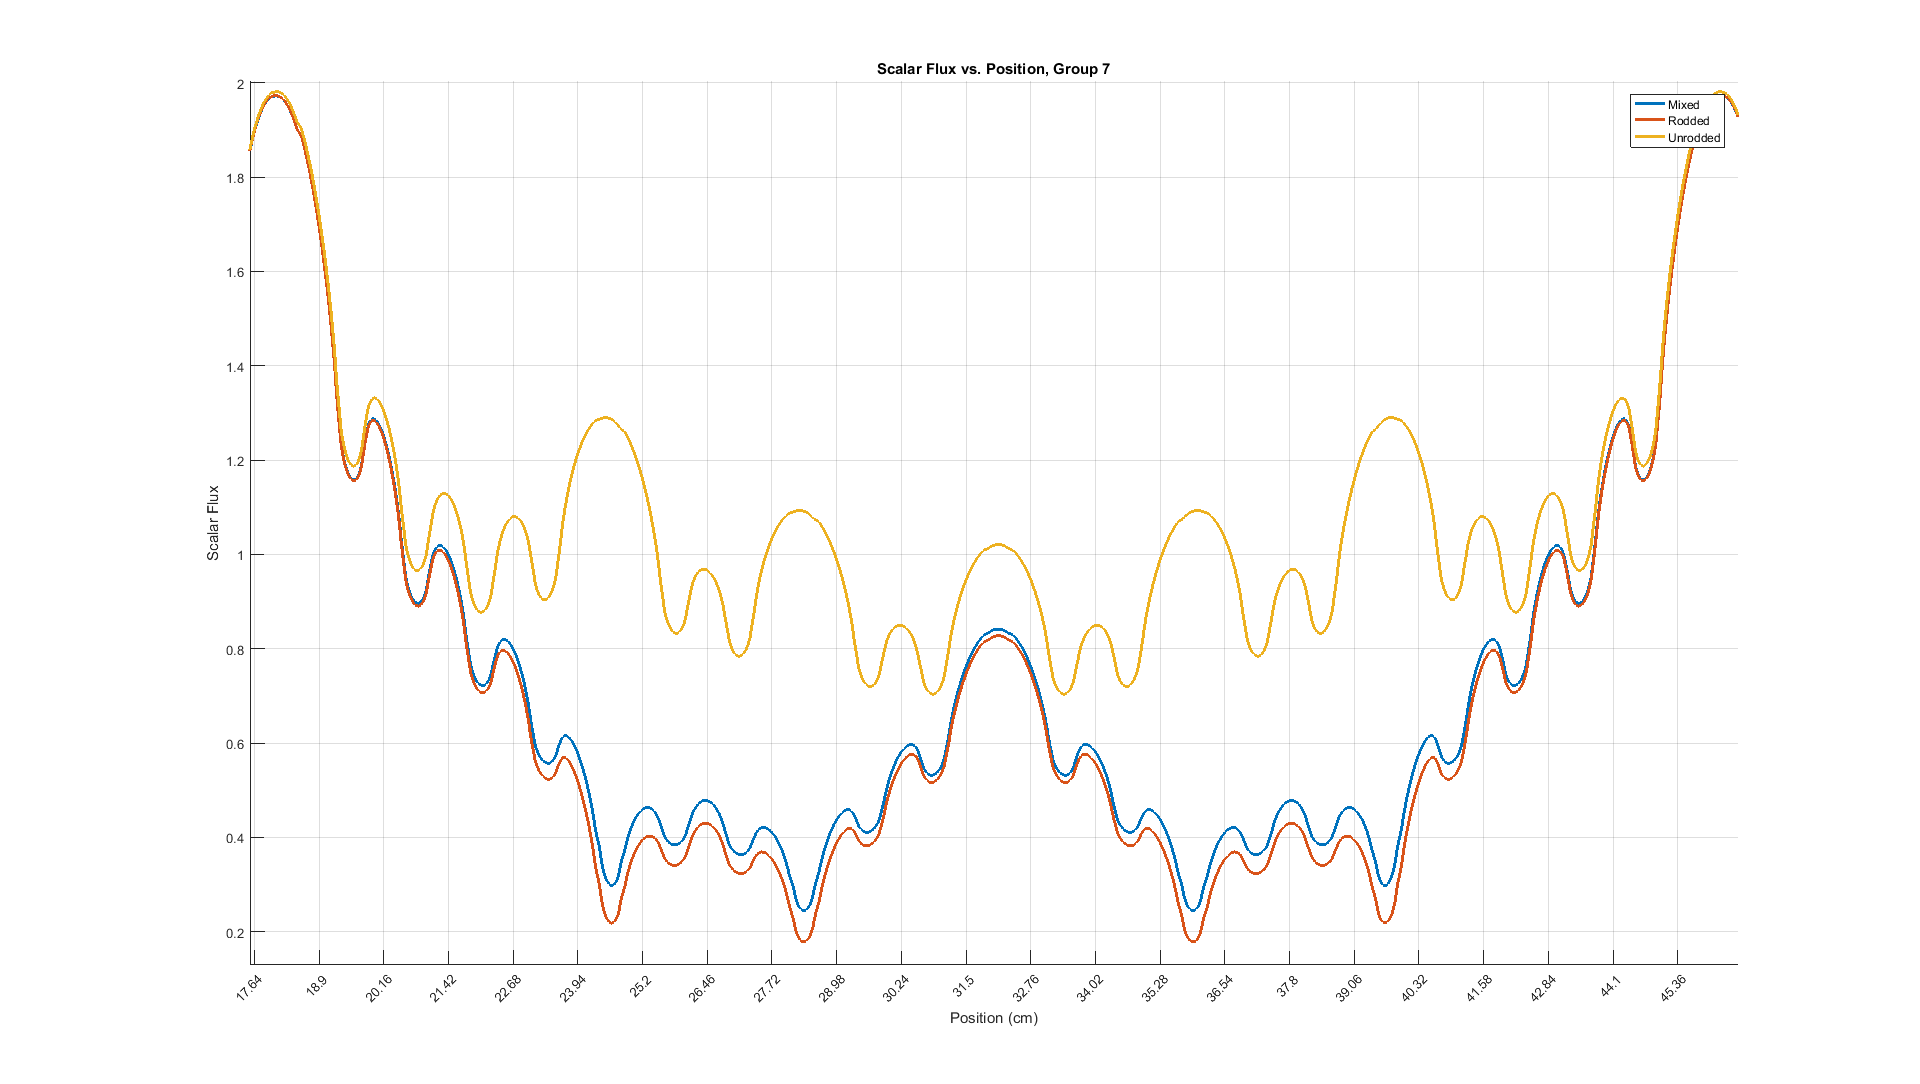 Scalar Flux vs. Position, Group 7
Mixed
Rodded
Unrodded
Scalar Flux
2
1.8
1.6
1.4
1.2
1
0.8
0.6
0.4
0.2
17.64 18.9 20.16 21.42 22.68 23.94 25.2 26.46 27.72 28.98 30.24 31.5 32.76 34.02 35.28 36.54 37.8 39.06 40.32 41.58 42.84 44.1 45.36
Position (cm)